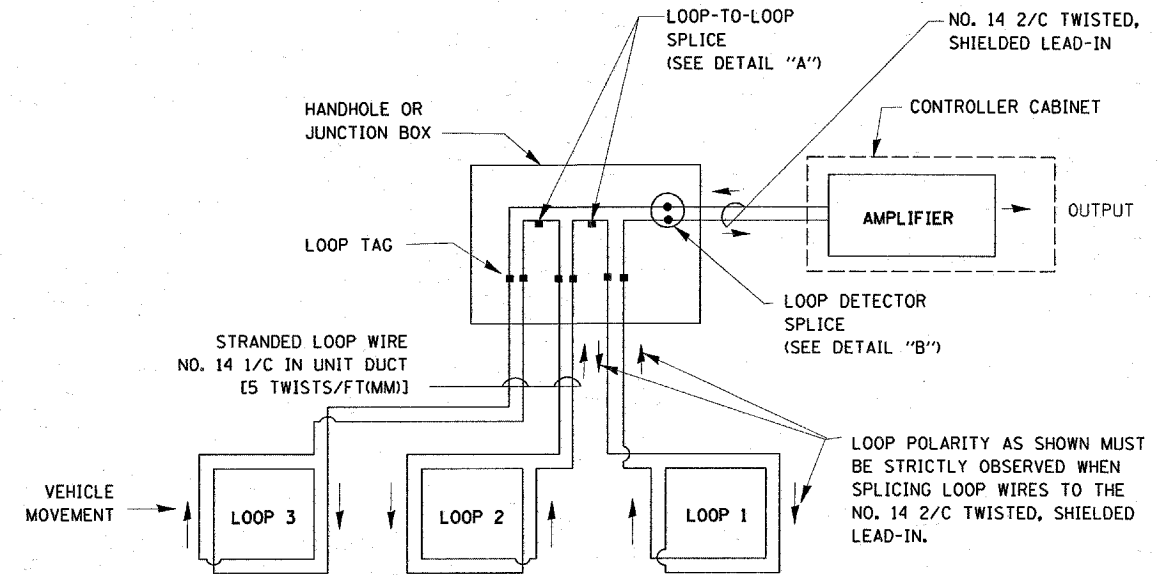 LOOP-TO-LOOP
SPLICE
(SEE DETAIL "A")
NO. 14 2/C TWISTED,
SHIELDED LEAD-IN
HANDHOLE OR
JUNCTION BOX
CONTROLLER CABINET
AMPLIFIER
OUTPUT
LOOP TAG
LOOP DETECTOR
SPLICE
(SEE DETAIL "B")
STRANDED LOOP WIRE
NO. 14 1/C IN UNIT DUCT
[5 TWISTS/FT(MM)]
LOOP POLARITY AS SHOWN MUST
BE STRICTLY OBSERVED WHEN
SPLICING LOOP WIRES TO THE
NO. 14 2/C TWISTED, SHIELDED
LEAD-IN.
VEHICLE
MOVEMENT
LOOP 3
LOOP 2
LOOP 1